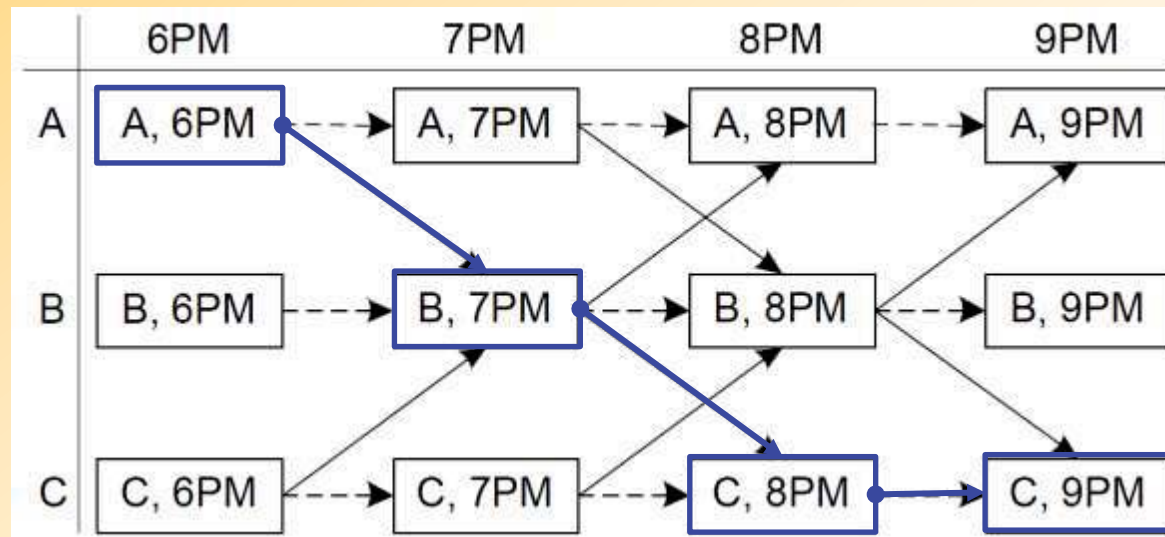 6PM 7PM 8PM 9PM
A A, 6PM A, 7PM A, 8PM A, 9PM
B B, 6PM B, 7PM B, 8PM B, 9PM
C C, 6PM C, 7PM C, 8PM C, 9PM